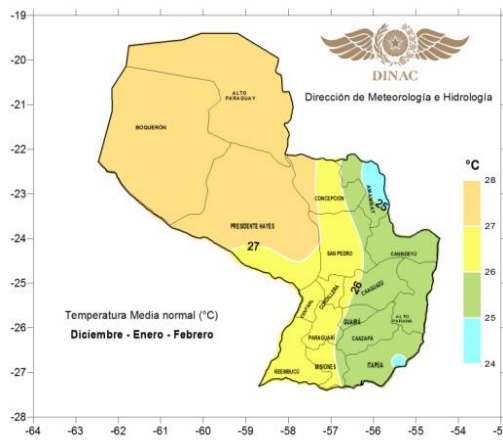 -19
-20
-21
-22
-23
-24
-25
-26
-27
-28
-64
-63
-62
-61
-60
-59
-58
-57
-56
-55
DINAC
Dirección de Meteorología e Hidrología
ALTO
PARAGUAY
BOQUERÓN
°C
28
27
26
25
24
CONCEPCIÓN
AMAMBAY
25
PRESIDENTE HAYES
27
SAN PEDRO
CANINDEYÚ
26
CORDILLERA
CAAGUAZÚ
Temperatura Media normal (°C)
Diciembre - Enero - Febrero
GUAIRÁ
ALTO
PARANÁ
PARAGUARÍ
CAAZAPÁ
ÑEEMBUCÚ
MISIONES
ITAPÚA